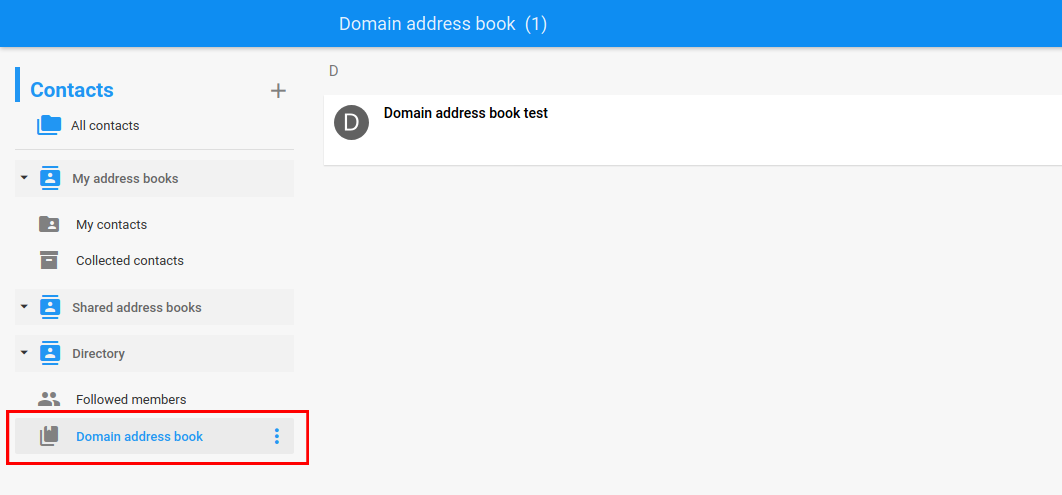 Domain address book (1)
Contacts
All contacts
My address books
My contacts
Collected contacts
Shared address books
Directory
Followed members
Domain address book
D
D
Domain address book test